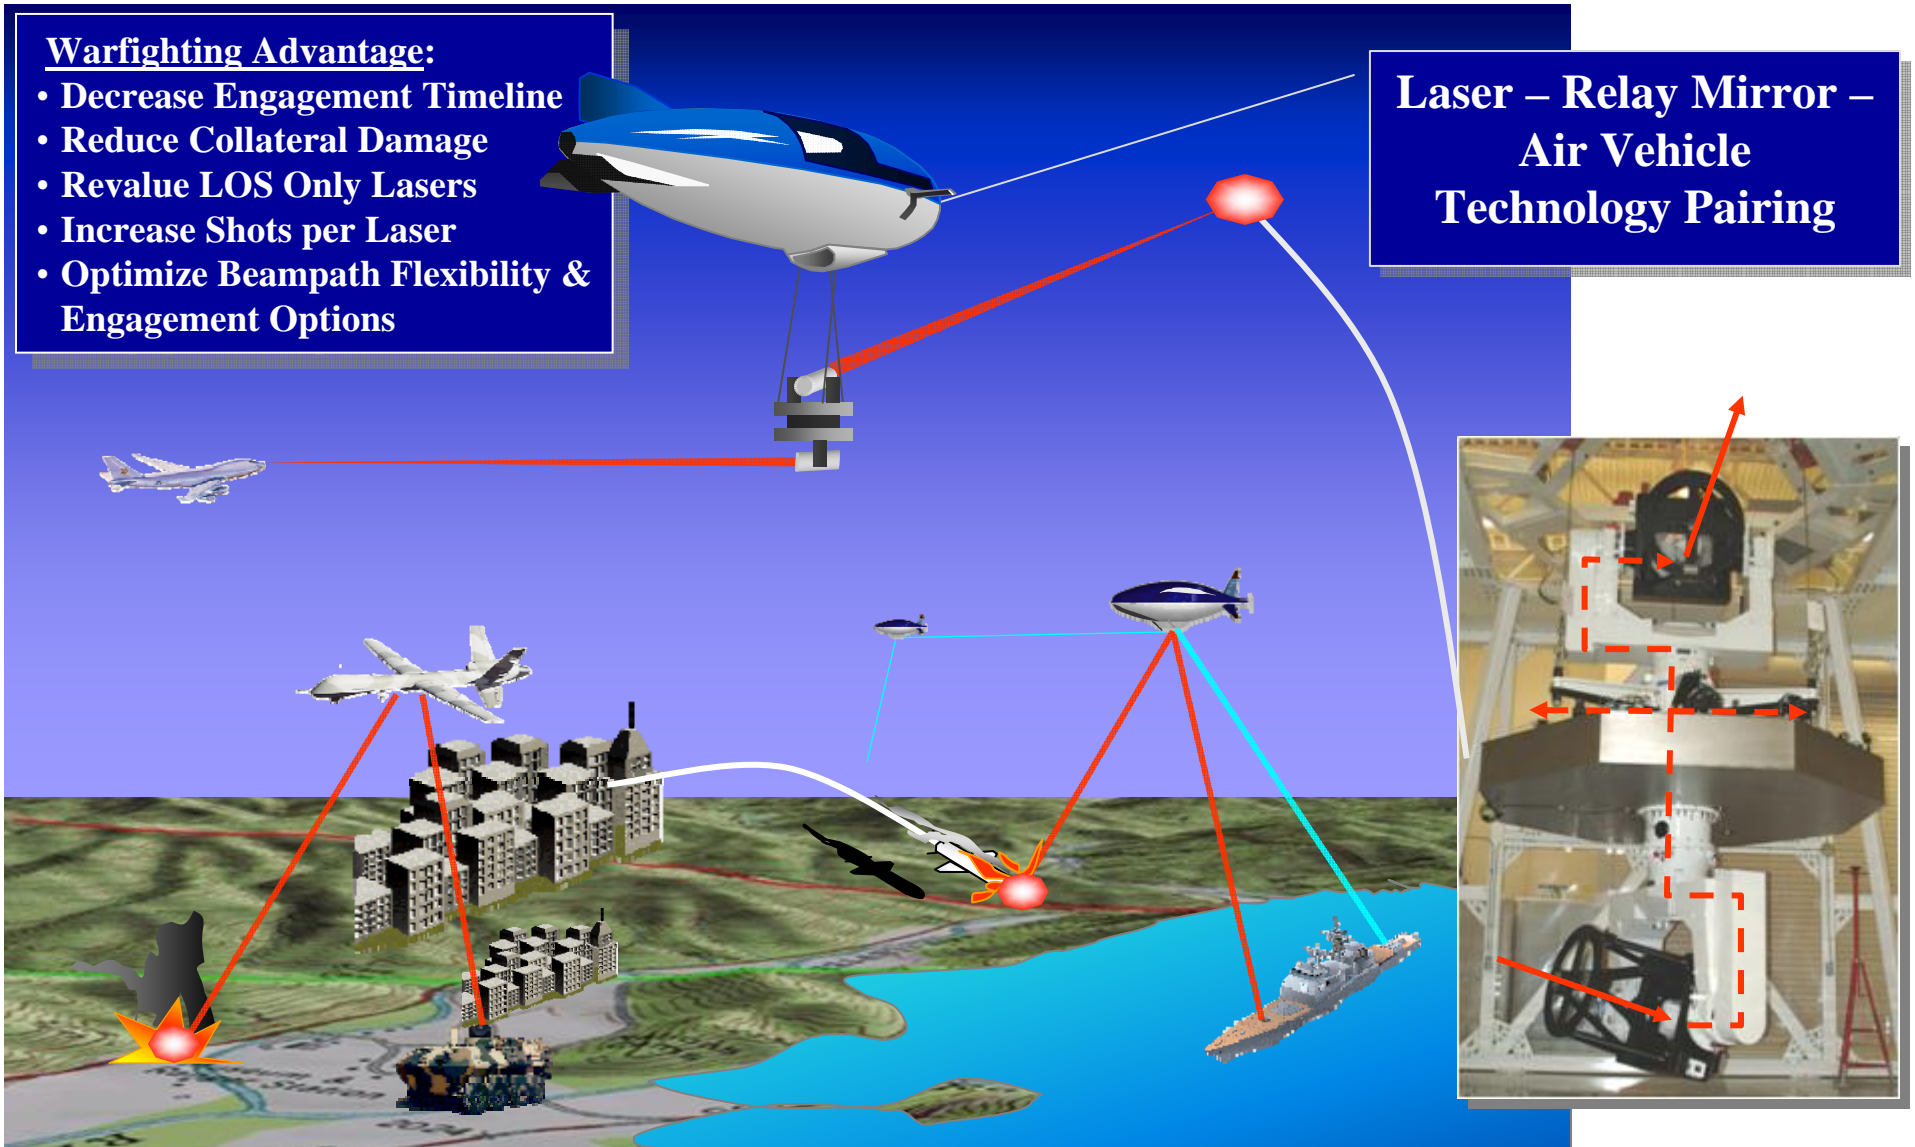 Warfighting Advantage:
• Decrease Engagement Timeline
• Reduce Collateral Damage
• Revalue LOS Only Lasers
• Increase Shots per Laser
• Optimize Beampath Flexibility &
Engagement Options
Laser – Relay Mirror –
Air Vehicle
Technology Pairing